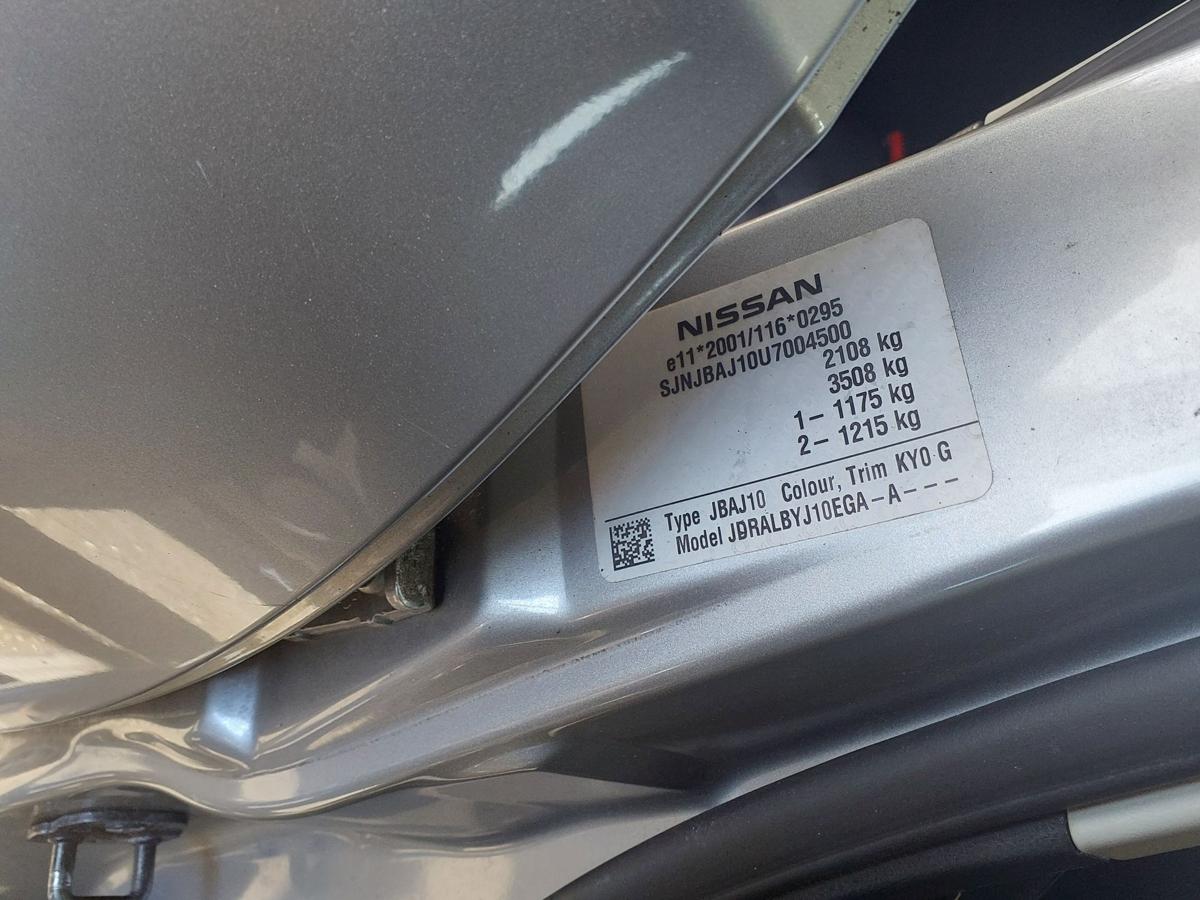 NISSAN
e11*2001/116*0295
SJNJBAJ10U7004500
2108 kg
3508 kg
1– 1175 kg
2– 1215 kg
Type JBAJ10 Colour, Trim KY0 G
Model JDRALBYJ10EGA–A–––